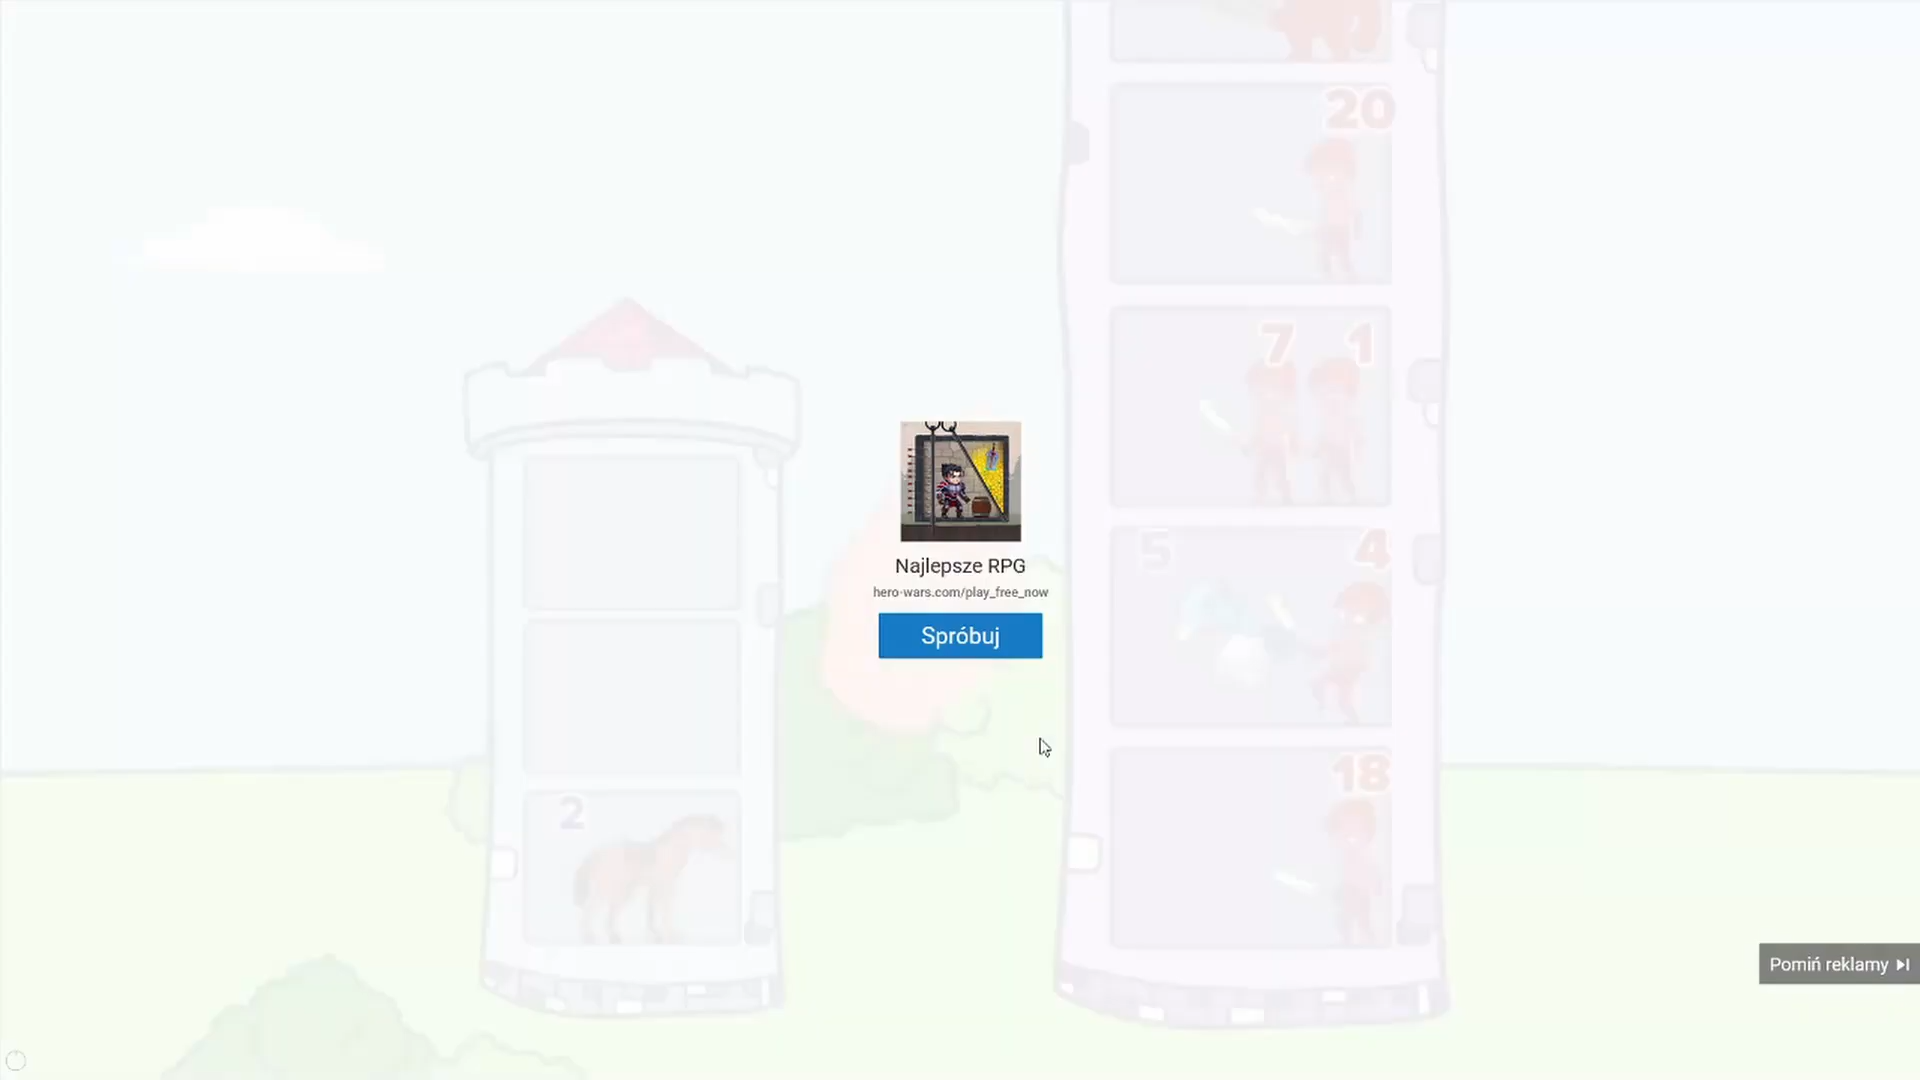 20
7 1
5 4
18
2
Najlepsze RPG
hero-wars.com/play_free_now
Spróbuj
Pomiń reklamy